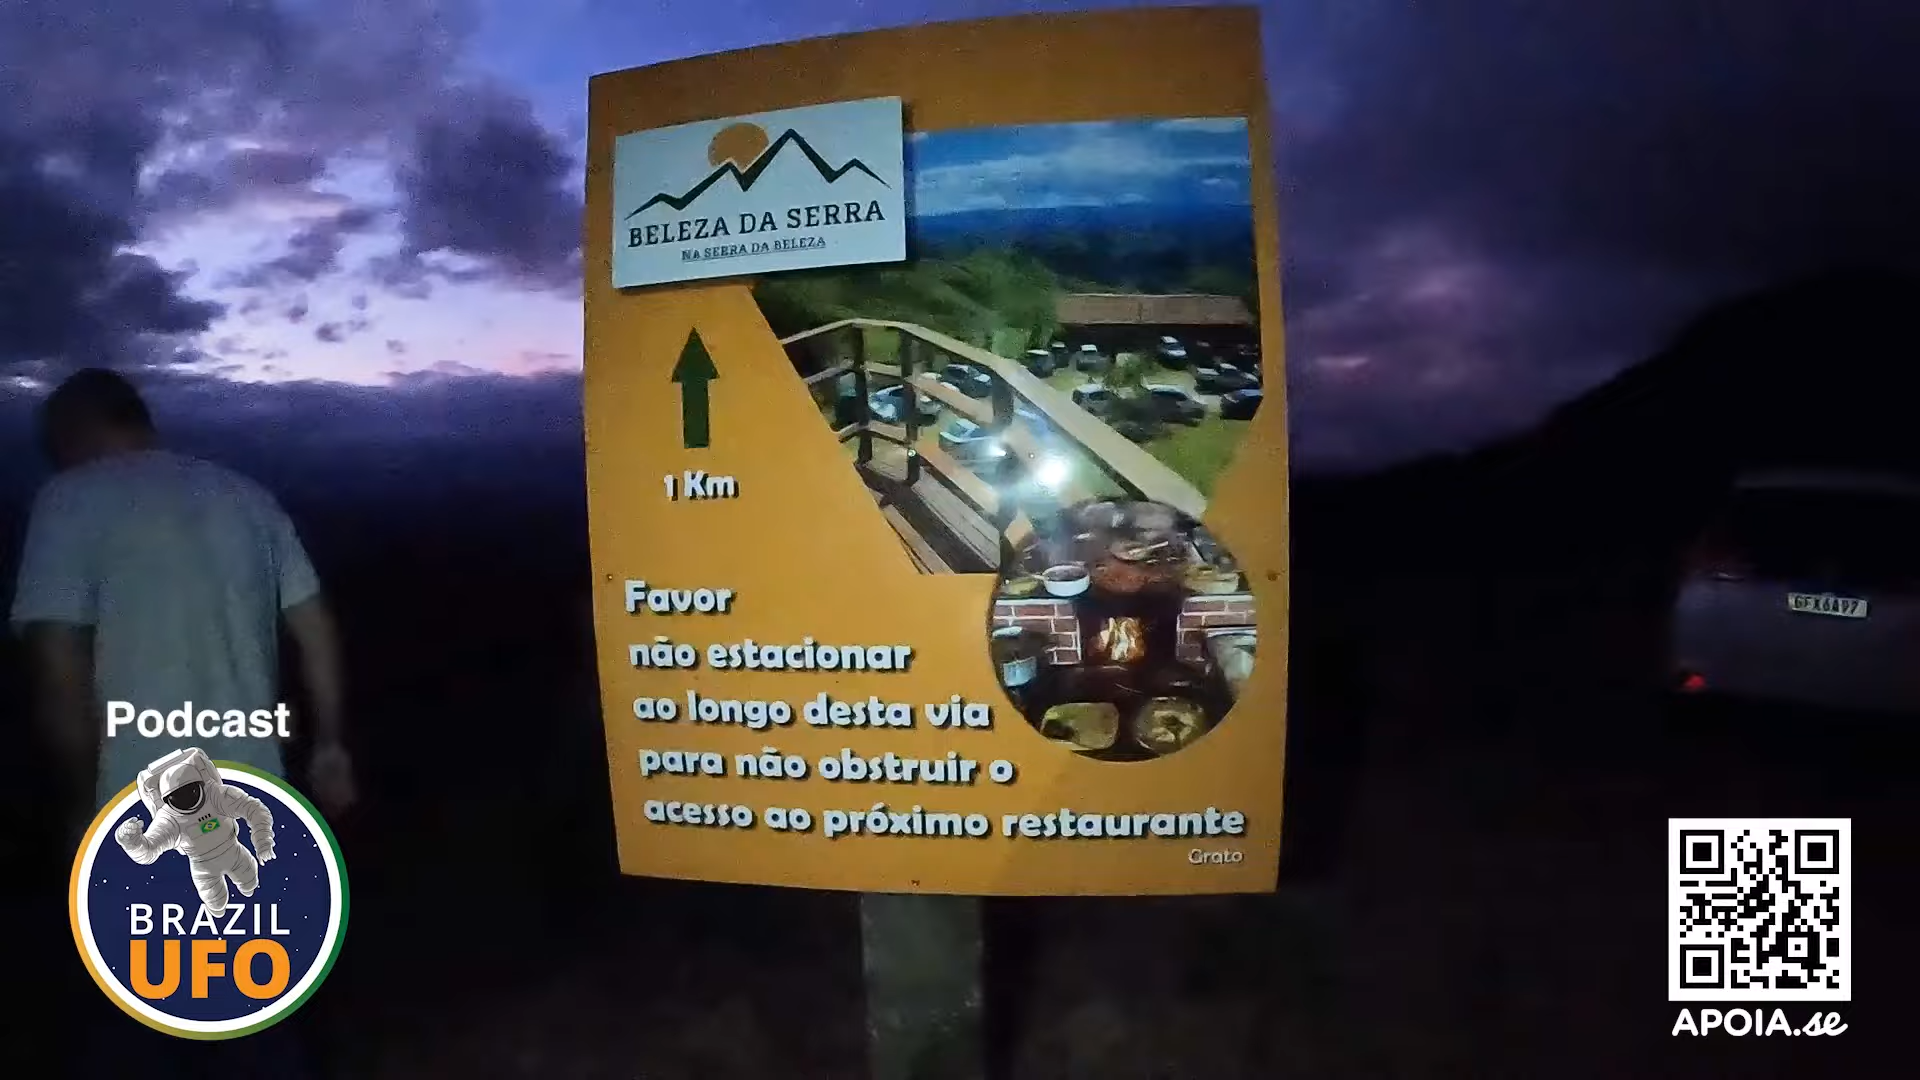 BELEZA DA SERRA
NA SERRA DA BELEZA
1 Km
Favor
não estacionar
ao longo desta via
para não obstruir o
acesso ao próximo restaurante
Grato
GFX6A97
Podcast
BRAZIL
UFO
APOIA.se